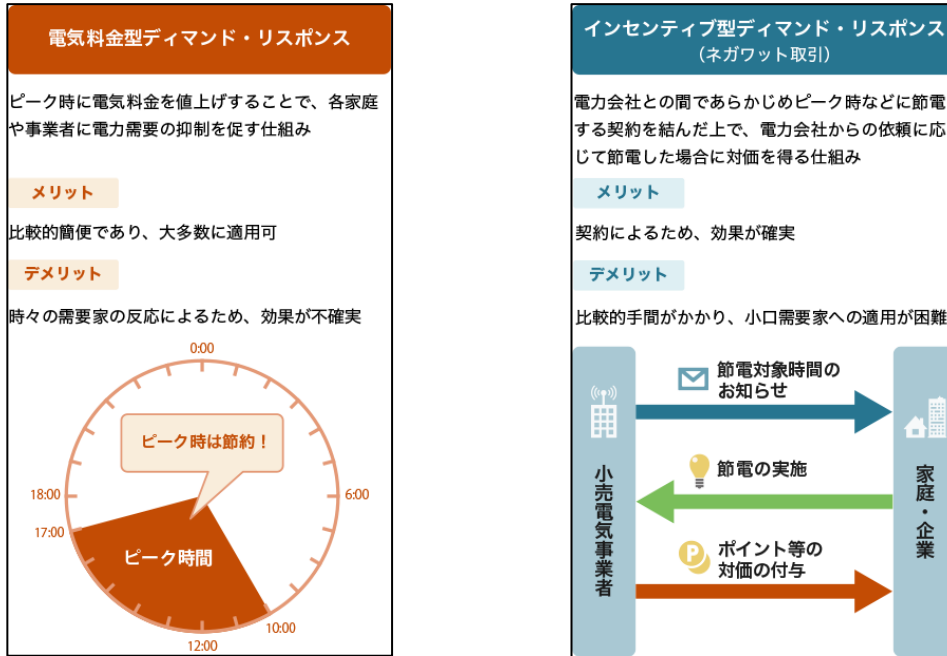 電気料金型ディマンド・リスポンス
ピーク時に電気料金を値上げすることで、各家庭
や事業者に電力需要の抑制を促す仕組み
メリット
比較的簡便であり、大多数に適用可
デメリット
時々の需要家の反応によるため、効果が不確実
0:00
ピーク時は節約！
18:00
6:00
17:00
ピーク時間
10:00
12:00
インセンティブ型ディマンド・リスポンス
（ネガワット取引）
電力会社との間であらかじめピーク時などに節電
する契約を結んだ上で、電力会社からの依頼に応
じて節電した場合に対価を得る仕組み
メリット
契約によるため、効果が確実
デメリット
比較的手間がかかり、小口需要家への適用が困難
小売電気事業者
節電対象時間の
お知らせ
節電の実施
P
ポイント等の
対価の付与
家庭・企業